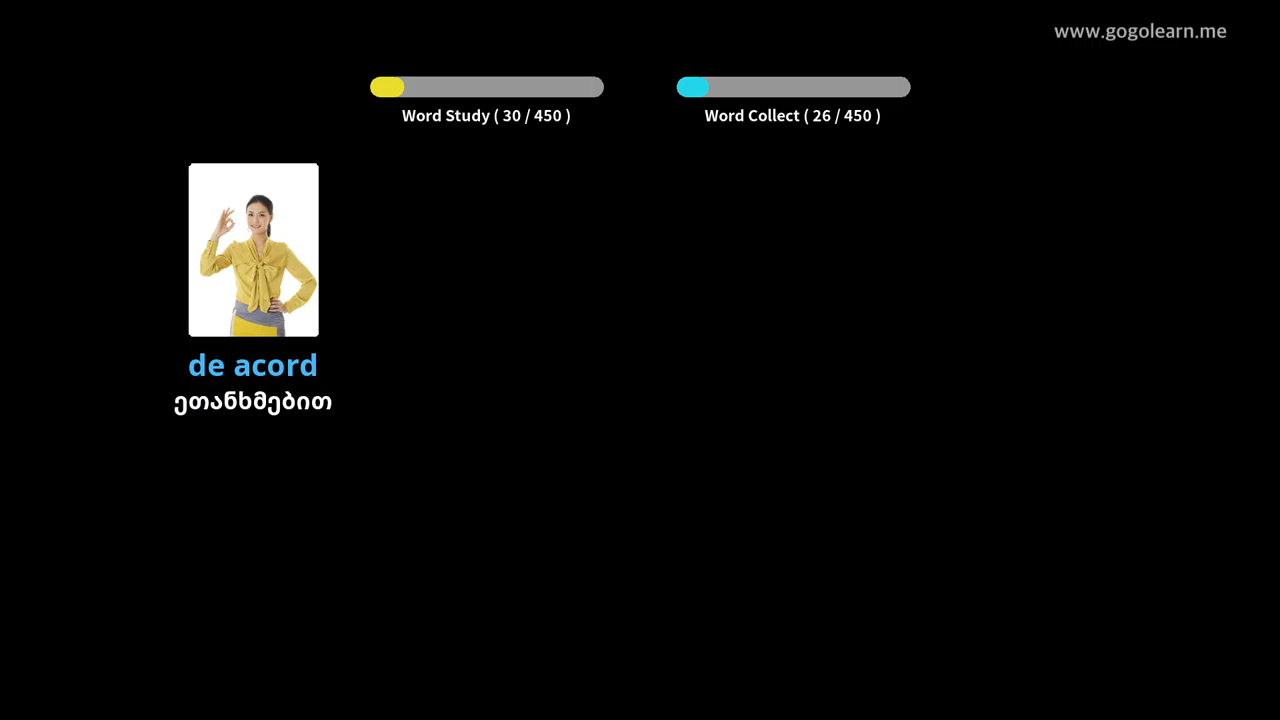 www.gogolearn.me
Word Study ( 30 / 450 )
Word Collect ( 26 / 450 )
de acord
ეთანხმებით